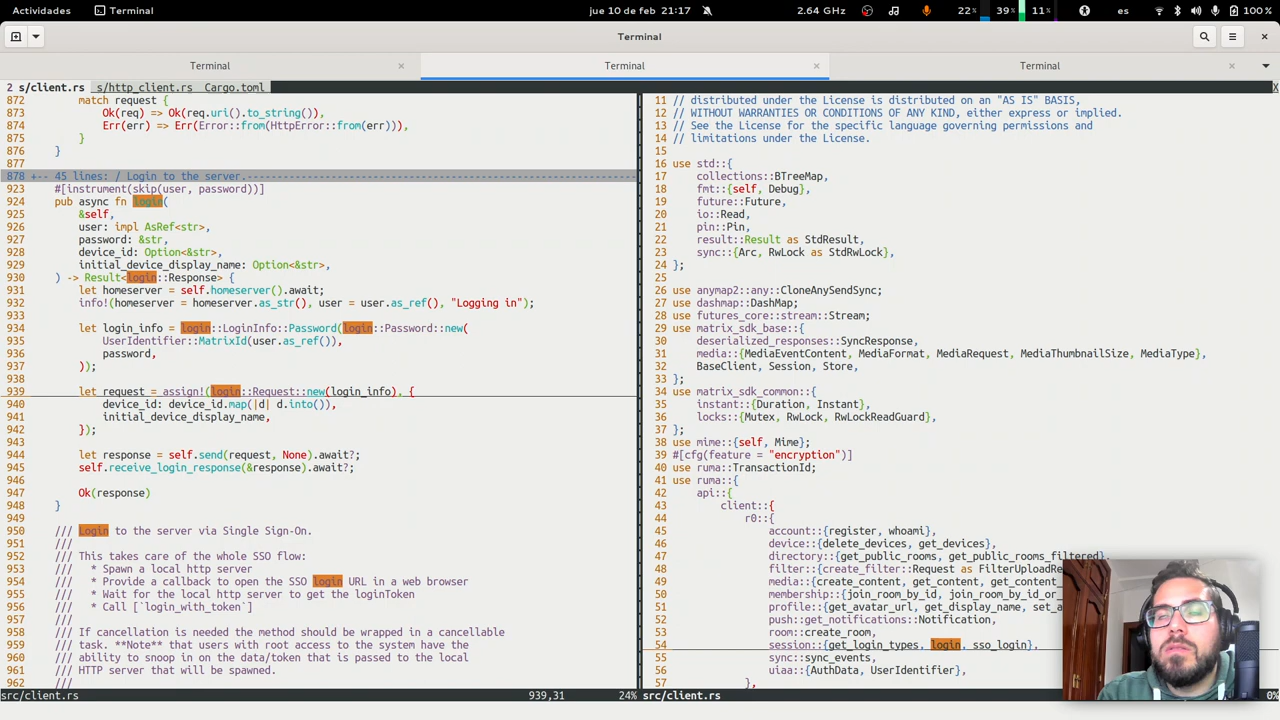 Actividades Terminal jue 10 de feb 21:17 2.64 GHz 22% 39% 11% es 100 %
Terminal
Terminal Terminal Terminal
2 s/client.rs s/http_client.rs Cargo.toml X
872 match request {
873 Ok(req) => Ok(req.uri().to_string()),
874 Err(err) => Err(Error::from(HttpError::from(err))),
875 }
876 }
877
878 +-- 45 lines: / Login to the server.
923 #[instrument(skip(user, password))]
924 pub async fn login(
925 &self,
926 user: impl AsRef<str>,
927 password: &str,
928 device_id: Option<&str>,
929 initial_device_display_name: Option<&str>,
930 ) -> Result<login::Response> {
931 let homeserver = self.homeserver().await;
932 info!(homeserver = homeserver.as_str(), user = user.as_ref(), "Logging in");
933
934 let login_info = login::LoginInfo::Password(login::Password::new(
935 UserIdentifier::MatrixId(user.as_ref()),
936 password,
937 ));
938
939 let request = assign!(login::Request::new(login_info), {
940 device_id: device_id.map(|d| d.into()),
941 initial_device_display_name,
942 });
943
944 let response = self.send(request, None).await?;
945 self.receive_login_response(&response).await?;
946
947 Ok(response)
948 }
949
950 /// Login to the server via Single Sign-On.
951 ///
952 /// This takes care of the whole SSO flow:
953 /// * Spawn a local http server
954 /// * Provide a callback to open the SSO login URL in a web browser
955 /// * Wait for the local http server to get the loginToken
956 /// * Call [`login_with_token`]
957 ///
958 /// If cancellation is needed the method should be wrapped in a cancellable
959 /// task. **Note** that users with root access to the system have the
960 /// ability to snoop in on the data/token that is passed to the local
961 /// HTTP server that will be spawned.
962 ///
src/client.rs 939,31 24%
11 // distributed under the License is distributed on an "AS IS" BASIS,
12 // WITHOUT WARRANTIES OR CONDITIONS OF ANY KIND, either express or implied.
13 // See the License for the specific language governing permissions and
14 // limitations under the License.
15
16 use std::{
17 collections::BTreeMap,
18 fmt::{self, Debug},
19 future::Future,
20 io::Read,
21 pin::Pin,
22 result::Result as StdResult,
23 sync::{Arc, RwLock as StdRwLock},
24 };
25
26 use anymap2::any::CloneAnySendSync;
27 use dashmap::DashMap;
28 use futures_core::stream::Stream;
29 use matrix_sdk_base::{
30 deserialized_responses::SyncResponse,
31 media::{MediaEventContent, MediaFormat, MediaRequest, MediaThumbnailSize, MediaType},
32 BaseClient, Session, Store,
33 };
34 use matrix_sdk_common::{
35 instant::{Duration, Instant},
36 locks::{Mutex, RwLock, RwLockReadGuard},
37 };
38 use mime::{self, Mime};
39 #[cfg(feature = "encryption")]
40 use ruma::TransactionId;
41 use ruma::{
42 api::{
43 client::{
44 r0::{
45 account::{register, whoami},
46 device::{delete_devices, get_devices},
47 directory::{get_public_rooms, get_public_rooms_filtered},
48 filter::{create_filter::Request as FilterUploadRe
49 media::{create_content, get_content, get_content_
50 membership::{join_room_by_id, join_room_by_id_or_
51 profile::{get_avatar_url, get_display_name, set_a
52 push::get_notifications::Notification,
53 room::create_room,
54 session::{get_login_types, login, sso_login},
55 sync::sync_events,
56 uiaa::{AuthData, UserIdentifier},
57 },
src/client.rs 0%